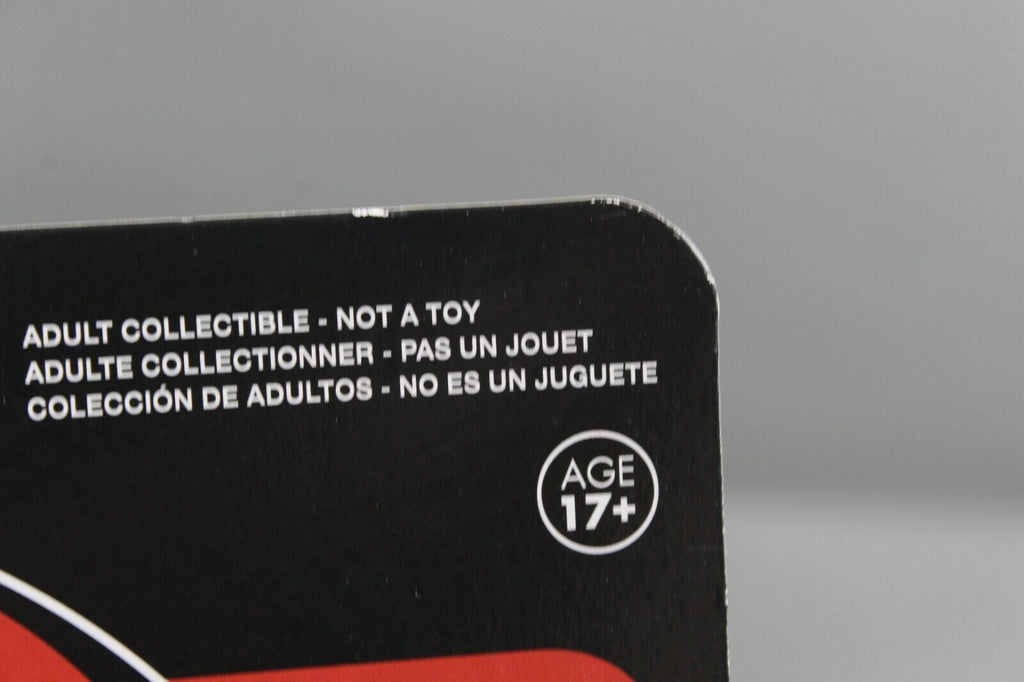 ADULT COLLECTIBLE - NOT A TOY
ADULTE COLLECTIONNER - PAS UN JOUET
COLECCIÓN DE ADULTOS - NO ES UN JUGUETE
AGE
17+